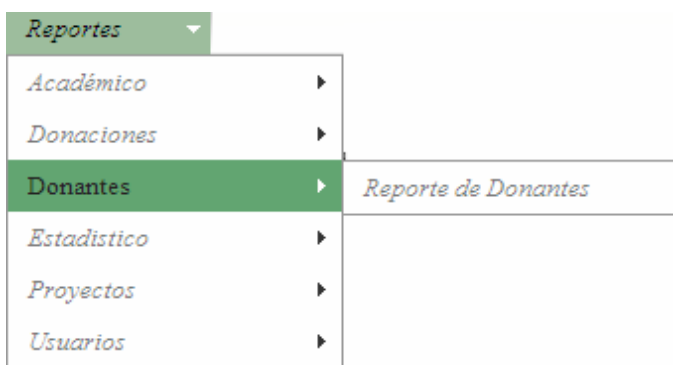 Reportes
Académico
Donaciones
Donantes
Reporte de Donantes
Estadistico
Proyectos
Usuarios